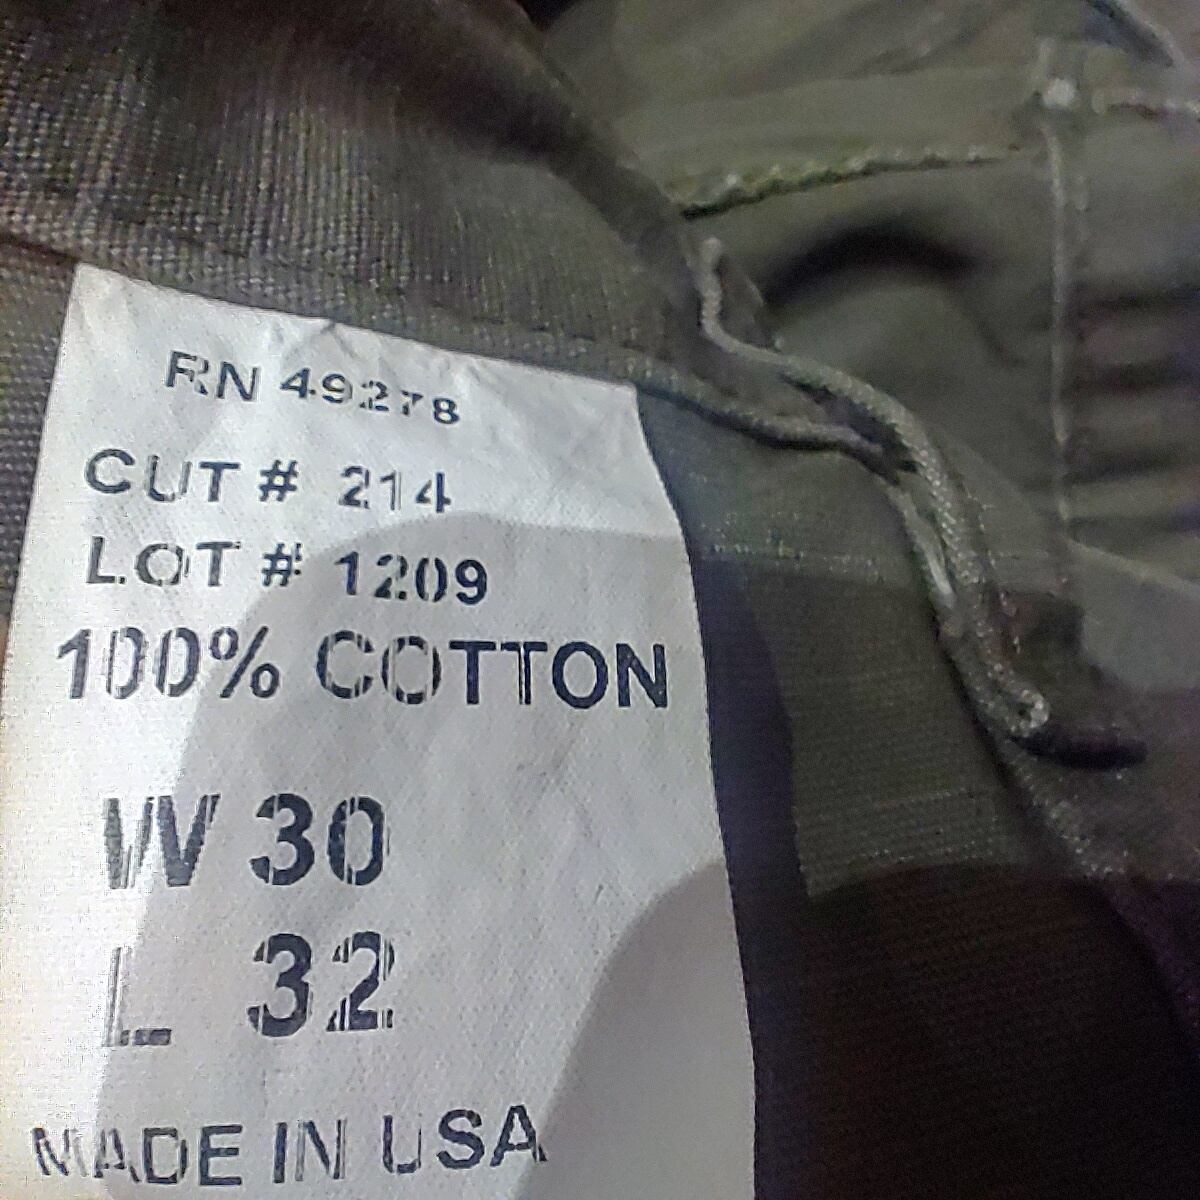 RN 49278
CUT # 214
LOT # 1209
100% COTTON
W 30
L 32
MADE IN USA